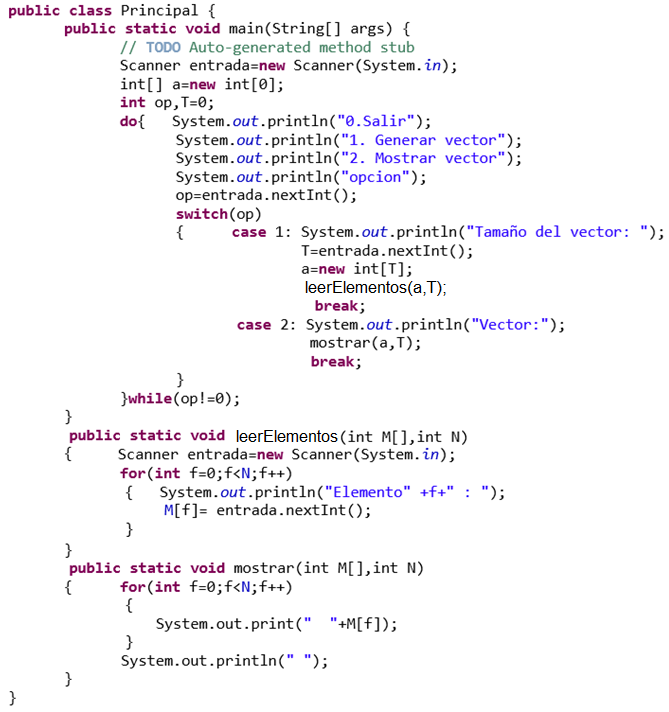 public class Principal {
public static void main(String[] args) {
// TODO Auto-generated method stub
Scanner entrada=new Scanner(System.in);
int[] a=new int[0];
int op,T=0;
do{ System.out.println("0.Salir");
System.out.println("1. Generar vector");
System.out.println("2. Mostrar vector");
System.out.println("opcion");
op=entrada.nextInt();
switch(op)
{ case 1: System.out.println("Tamaño del vector: ");
T=entrada.nextInt();
a=new int[T];
leerElementos(a,T);
break;
case 2: System.out.println("Vector:");
mostrar(a,T);
break;
}
}while(op!=0);
}
public static void leerElementos(int M[],int N)
{ Scanner entrada=new Scanner(System.in);
for(int f=0;f<N;f++)
{ System.out.println("Elemento" +f+" : ");
M[f]= entrada.nextInt();
}
}
public static void mostrar(int M[],int N)
{ for(int f=0;f<N;f++)
{
System.out.print("  "+M[f]);
}
System.out.println(" ");
}
}